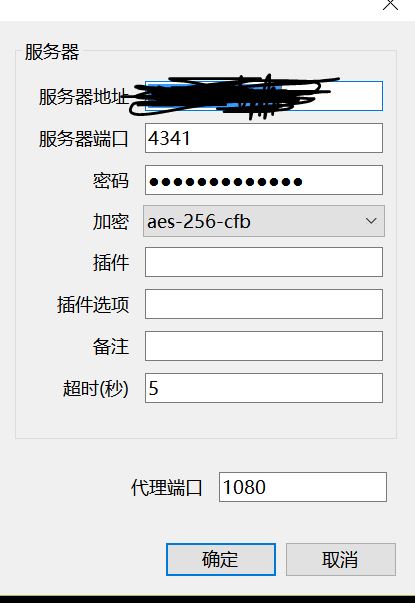 服务器
服务器地址
服务器端口 4341
密码 ●●●●●●●●●●●●●
加密 aes-256-cfb
插件
插件选项
备注
超时(秒) 5
代理端口 1080
确定 取消